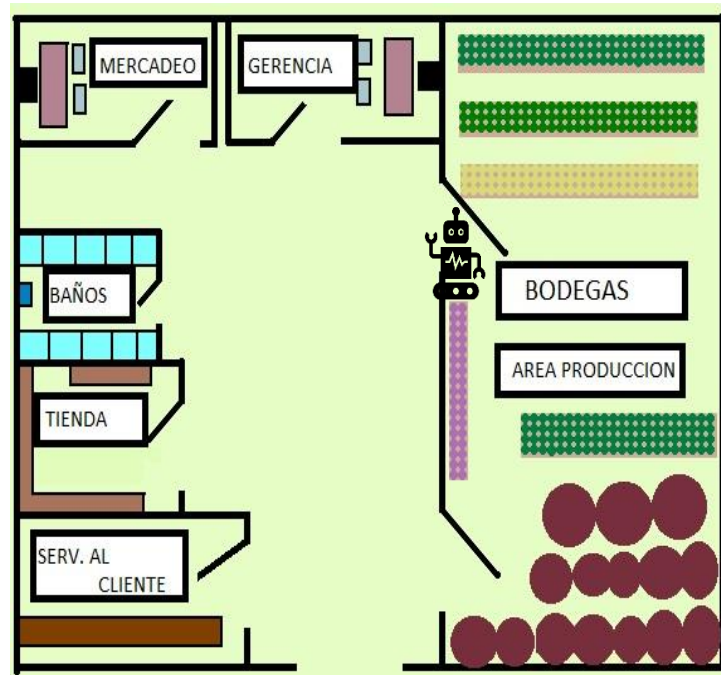 MERCADEO
GERENCIA
BAÑOS
BODEGAS
AREA PRODUCCION
TIENDA
SERV. AL
CLIENTE